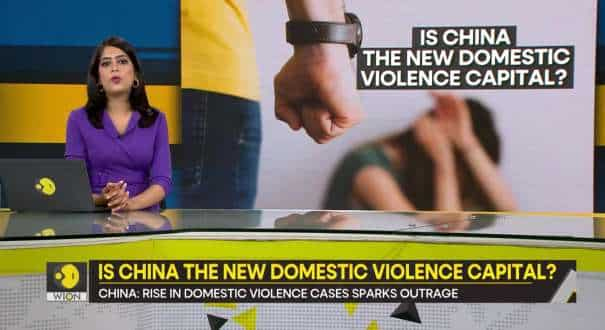 IS CHINA
THE NEW DOMESTIC
VIOLENCE CAPITAL?
IS CHINA THE NEW DOMESTIC VIOLENCE CAPITAL?
WION
CHINA: RISE IN DOMESTIC VIOLENCE CASES SPARKS OUTRAGE